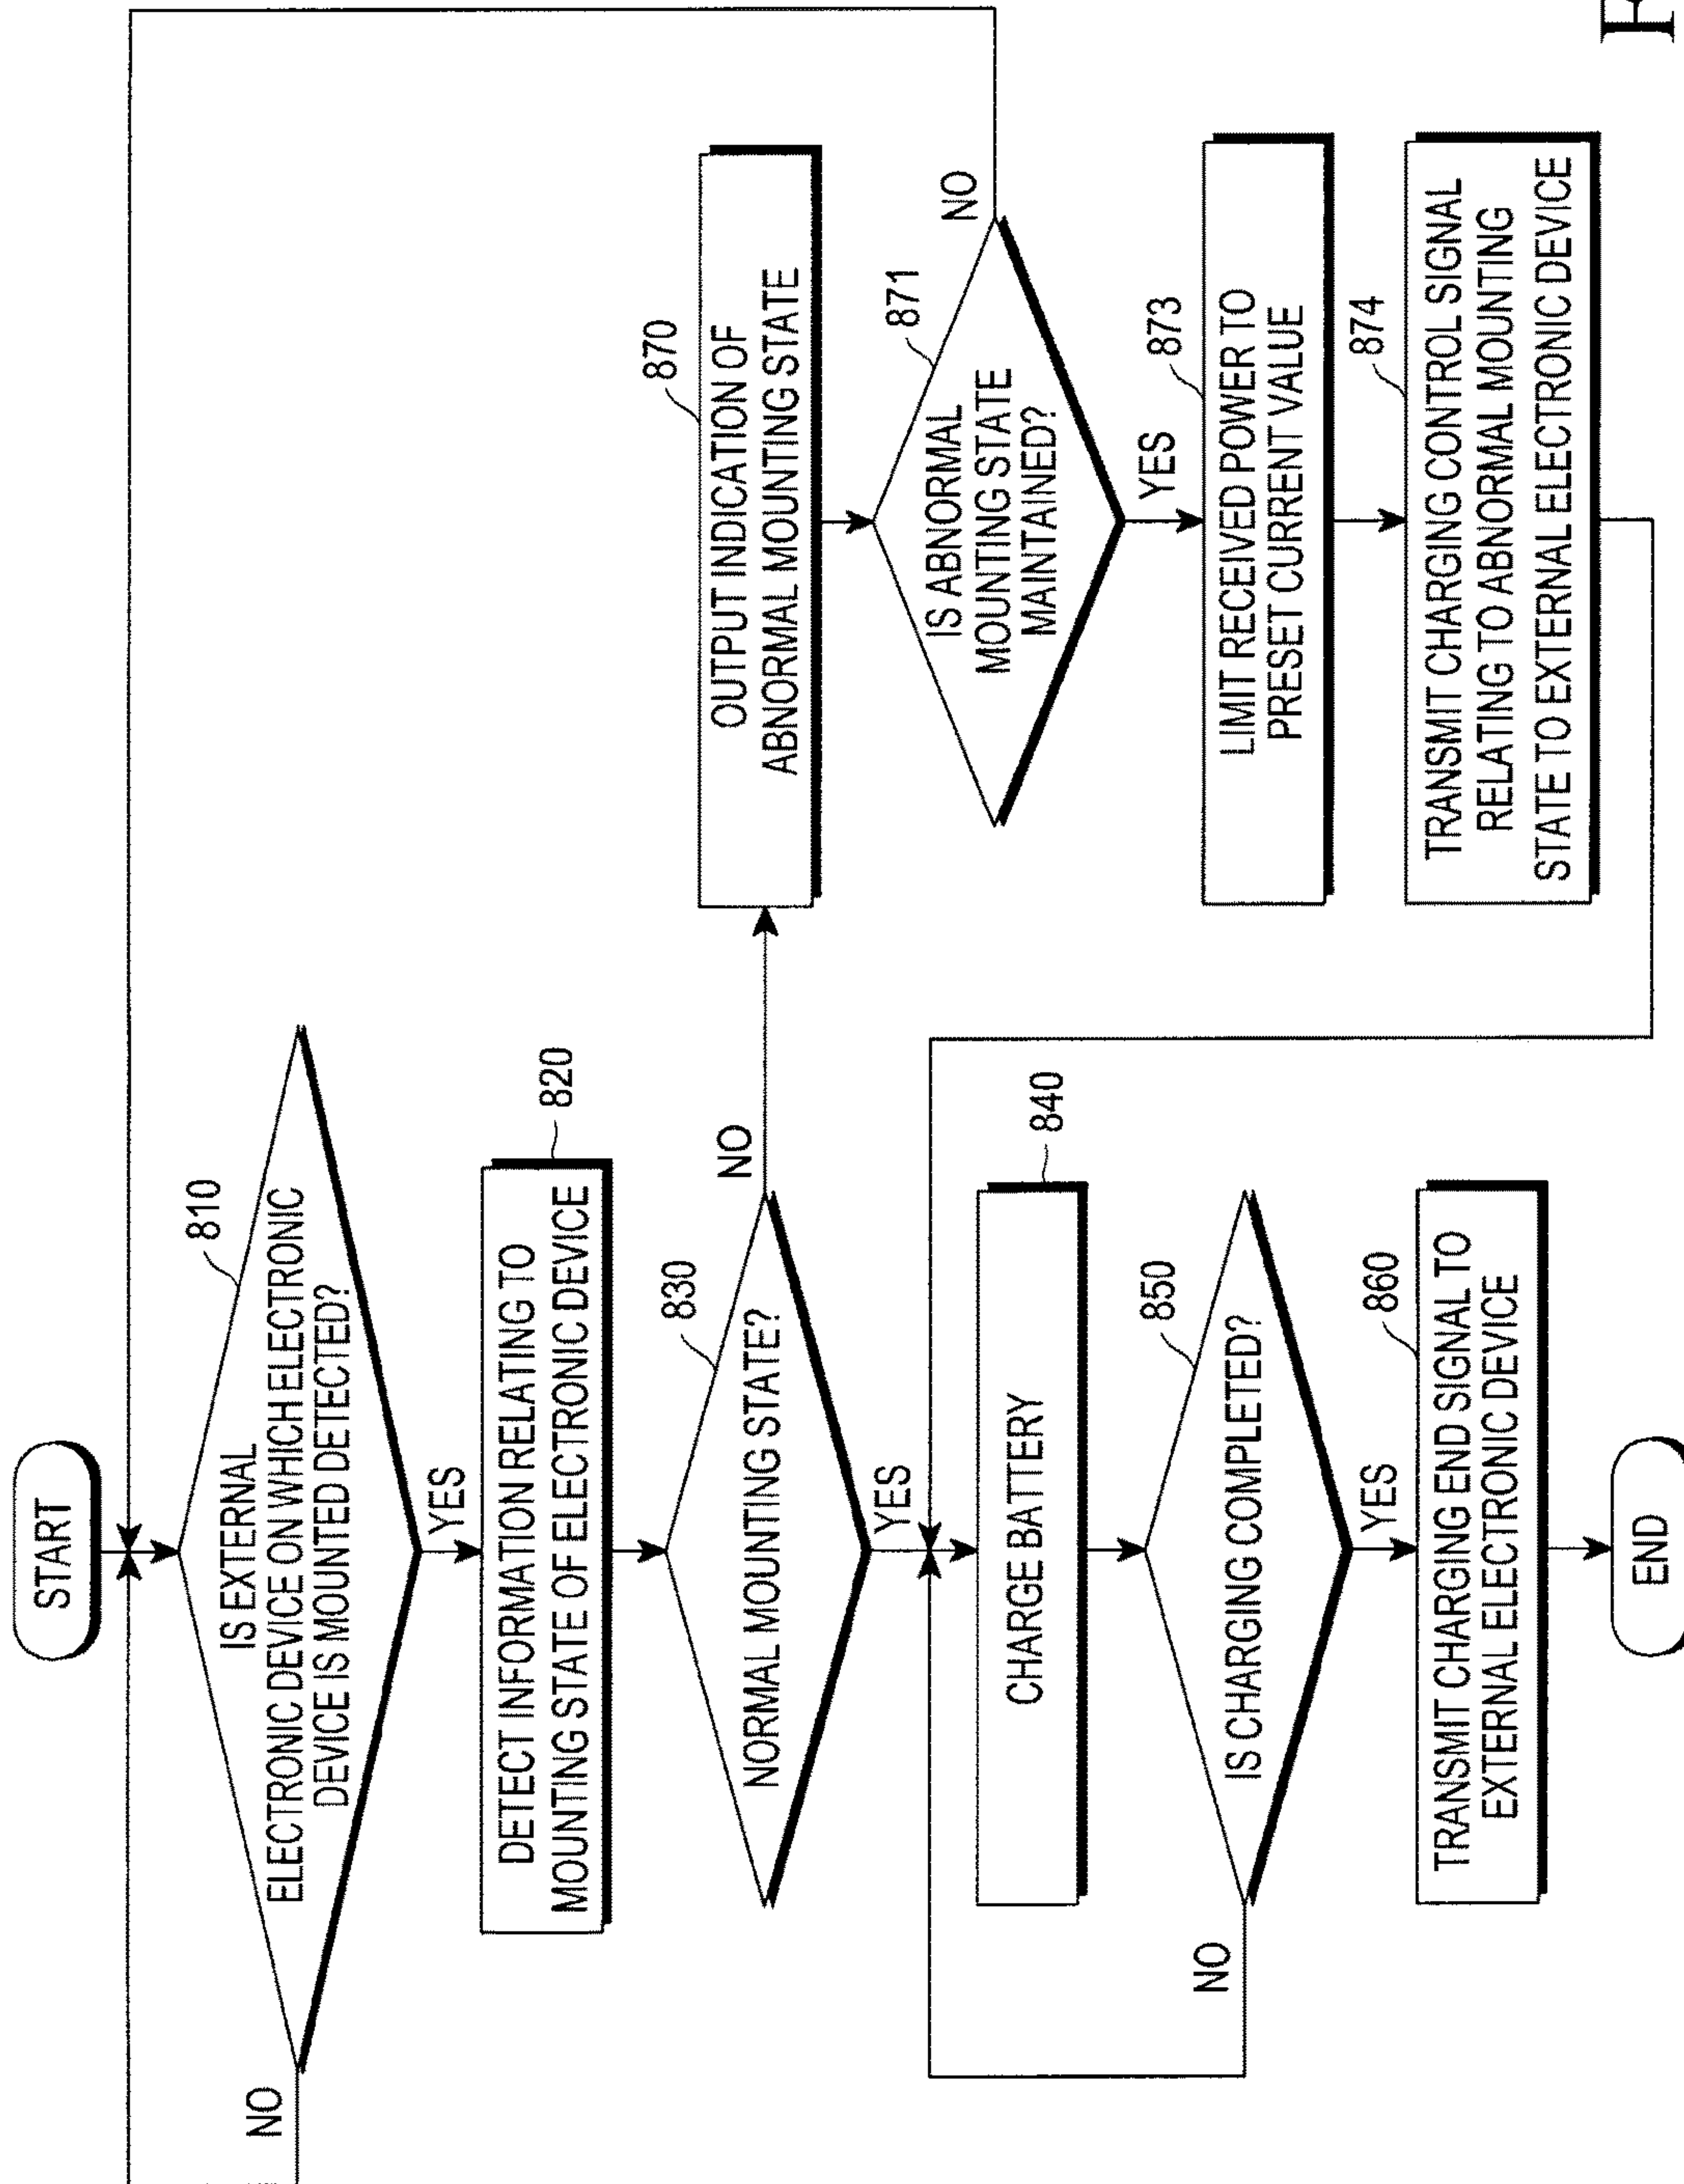 START
810
IS EXTERNAL
ELECTRONIC DEVICE ON WHICH ELECTRONIC
DEVICE IS MOUNTED DETECTED?
NO
YES
820
DETECT INFORMATION RELATING TO
MOUNTING STATE OF ELECTRONIC DEVICE
830
NORMAL MOUNTING STATE?
NO
YES
840
CHARGE BATTERY
850
IS CHARGING COMPLETED?
NO
YES
860
TRANSMIT CHARGING END SIGNAL TO
EXTERNAL ELECTRONIC DEVICE
END
870
OUTPUT INDICATION OF
ABNORMAL MOUNTING STATE
871
IS ABNORMAL
MOUNTING STATE
MAINTAINED?
NO
YES
873
LIMIT RECEIVED POWER TO
PRESET CURRENT VALUE
874
TRANSMIT CHARGING CONTROL SIGNAL
RELATING TO ABNORMAL MOUNTING
STATE TO EXTERNAL ELECTRONIC DEVICE
F